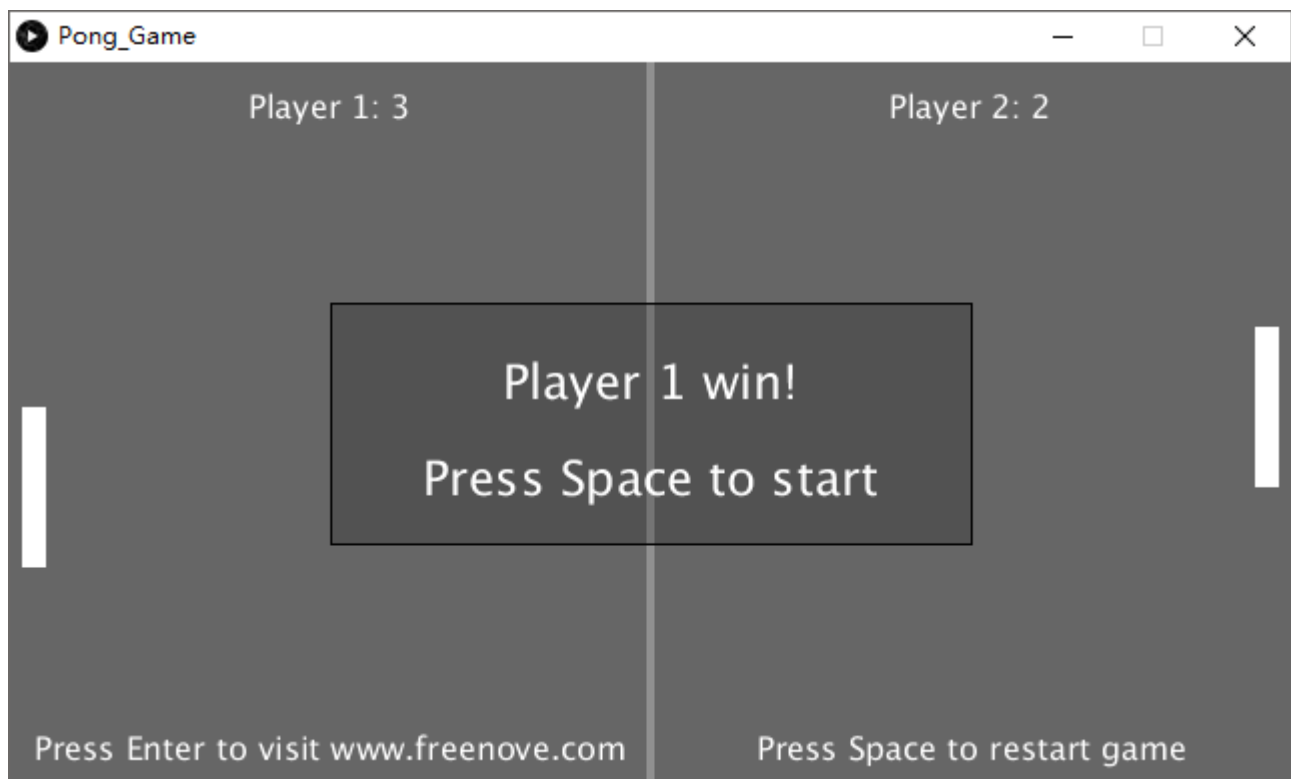 Pong_Game
Player 1: 3
Player 2: 2
Player 1 win!
Press Space to start
Press Enter to visit www.freenove.com
Press Space to restart game